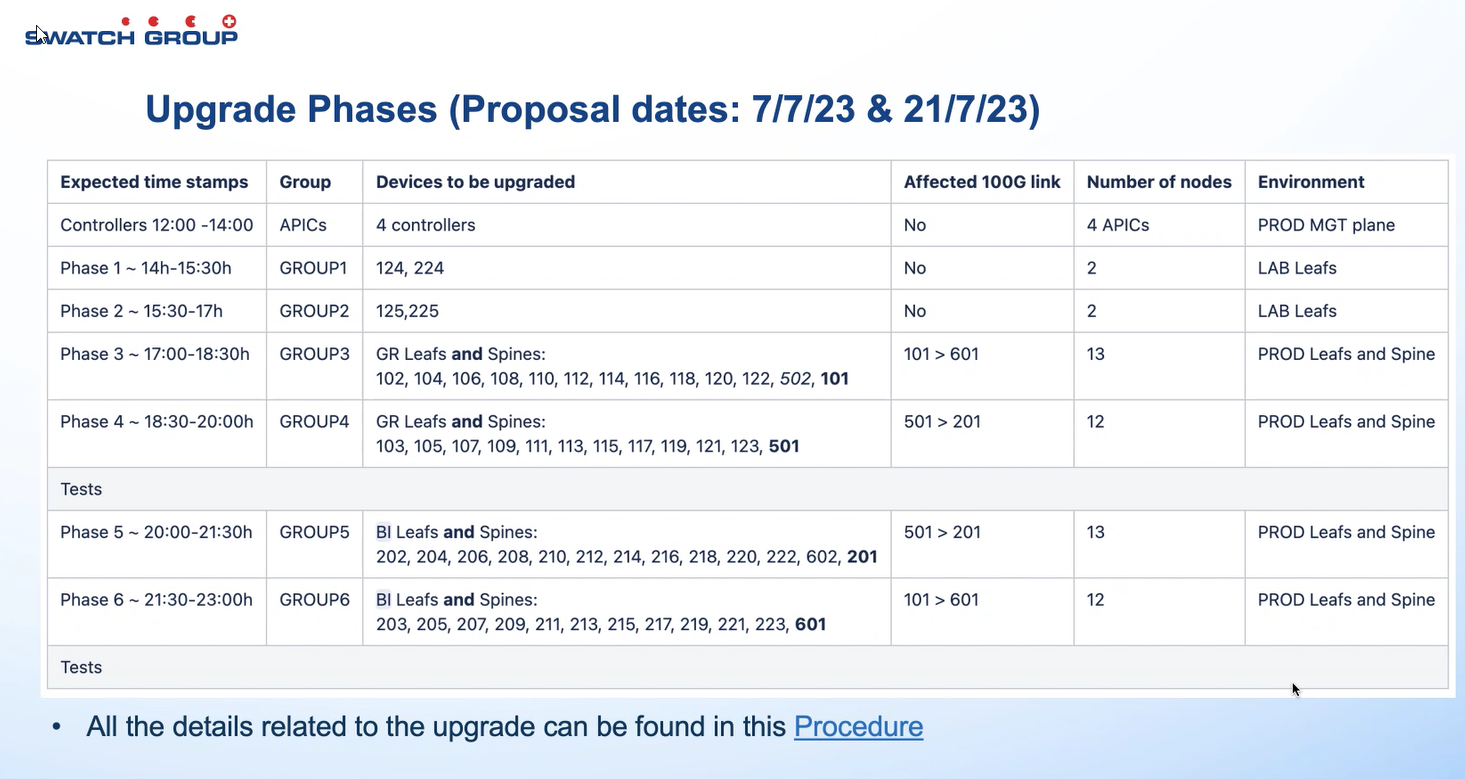 SWATCH GROUP
Upgrade Phases (Proposal dates: 7/7/23 & 21/7/23)
Expected time stamps Group Devices to be upgraded Affected 100G link Number of nodes Environment
Controllers 12:00 -14:00 APICs 4 controllers No 4 APICs PROD MGT plane
Phase 1 ~ 14h-15:30h GROUP1 124, 224 No 2 LAB Leafs
Phase 2 ~ 15:30-17h GROUP2 125,225 No 2 LAB Leafs
Phase 3 ~ 17:00-18:30h GROUP3 GR Leafs and Spines: 101 > 601 13 PROD Leafs and Spine
102, 104, 106, 108, 110, 112, 114, 116, 118, 120, 122, 502, 101
Phase 4 ~ 18:30-20:00h GROUP4 GR Leafs and Spines: 501 > 201 12 PROD Leafs and Spine
103, 105, 107, 109, 111, 113, 115, 117, 119, 121, 123, 501
Tests
Phase 5 ~ 20:00-21:30h GROUP5 BI Leafs and Spines: 501 > 201 13 PROD Leafs and Spine
202, 204, 206, 208, 210, 212, 214, 216, 218, 220, 222, 602, 201
Phase 6 ~ 21:30-23:00h GROUP6 BI Leafs and Spines: 101 > 601 12 PROD Leafs and Spine
203, 205, 207, 209, 211, 213, 215, 217, 219, 221, 223, 601
Tests
• All the details related to the upgrade can be found in this Procedure